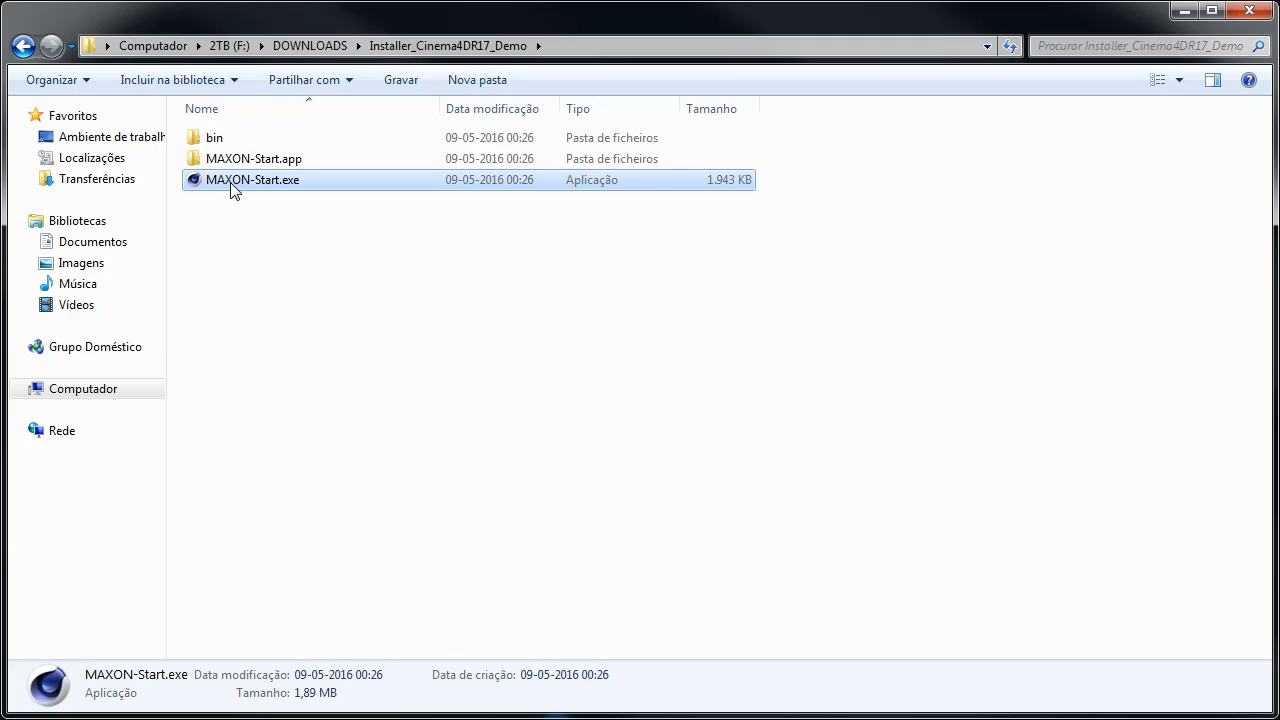 Computador
2TB (F:)
DOWNLOADS
Installer_Cinema4DR17_Demo
Procurar Installer_Cinema4DR17_Demo
Organizar
Incluir na biblioteca
Partilhar com
Gravar
Nova pasta
Nome
Data modificação
Tipo
Tamanho
Favoritos
Ambiente de trabalh
Localizações
Transferências
Bibliotecas
Documentos
Imagens
Música
Vídeos
Grupo Doméstico
Computador
Rede
bin 09-05-2016 00:26 Pasta de ficheiros
MAXON-Start.app 09-05-2016 00:26 Pasta de ficheiros
MAXON-Start.exe 09-05-2016 00:26 Aplicação 1.943 KB
MAXON-Start.exe Data modificação: 09-05-2016 00:26 Data de criação: 09-05-2016 00:26
Aplicação Tamanho: 1,89 MB